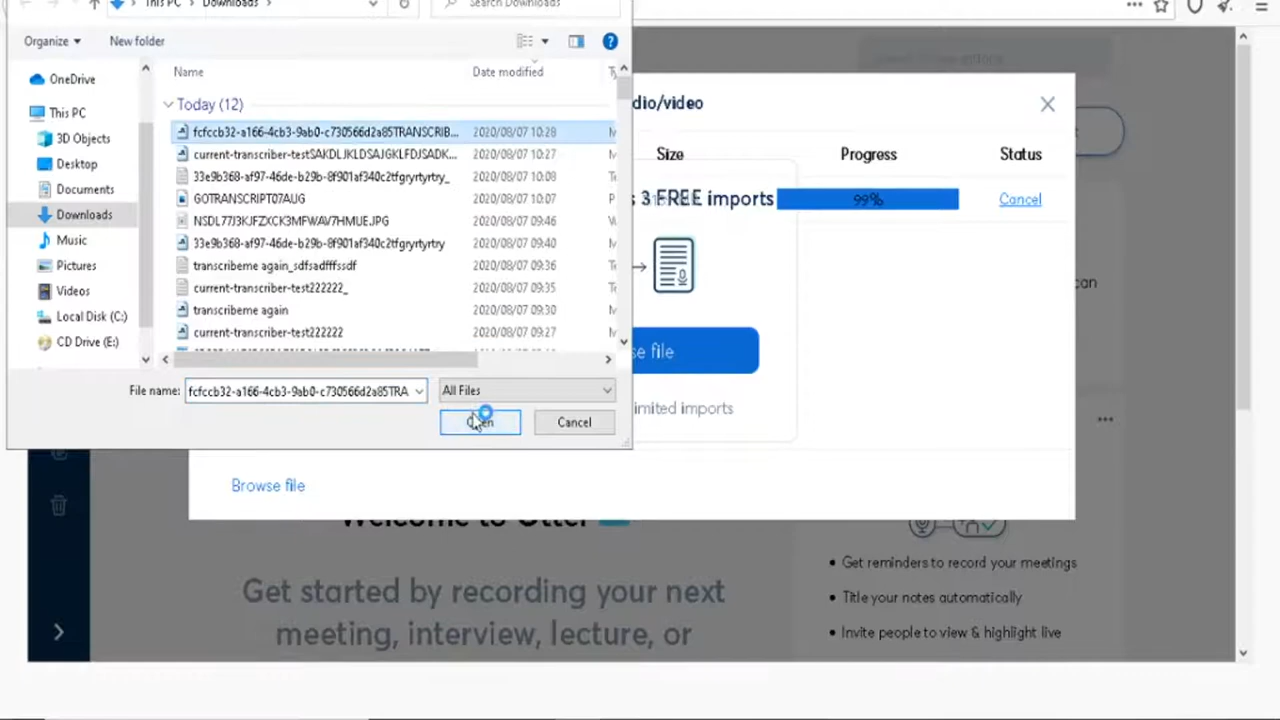 This PC > Downloads >
Search Downloads
Organize
New folder
OneDrive
This PC
3D Objects
Desktop
Documents
Downloads
Music
Pictures
Videos
Local Disk (C:)
CD Drive (E:)
Name
Date modified
Today (12)
fcfccb32-a166-4cb3-9ab0-c730566d2a85TRANSCRIB... 2020/08/07 10:28
current-transcriber-testSAKDLJKLDSAJGKLFDJSADK... 2020/08/07 10:27
33e9b368-af97-46de-b29b-8f901af340c2tfgryrtyrtry_ 2020/08/07 10:08
GOTRANSCRIPT07AUG 2020/08/07 10:07
NSDL77J3KJFZXCK3MFWAV7HMUE.JPG 2020/08/07 09:46
33e9b368-af97-46de-b29b-8f901af340c2tfgryrtyrtry 2020/08/07 09:40
transcribeme again_sdfsadfffssdf 2020/08/07 09:36
current-transcriber-test222222_ 2020/08/07 09:35
transcribeme again 2020/08/07 09:30
current-transcriber-test222222 2020/08/07 09:27
File name: fcfccb32-a166-4cb3-9ab0-c730566d2a85TRA
All Files
Open
Cancel
dio/video
Size
Progress
Status
s 3 FREE imports
99%
Cancel
se file
imited imports
can
Browse file
Welcome to Otter
Get started by recording your next
meeting, interview, lecture, or
• Get reminders to record your meetings
• Title your notes automatically
• Invite people to view & highlight live